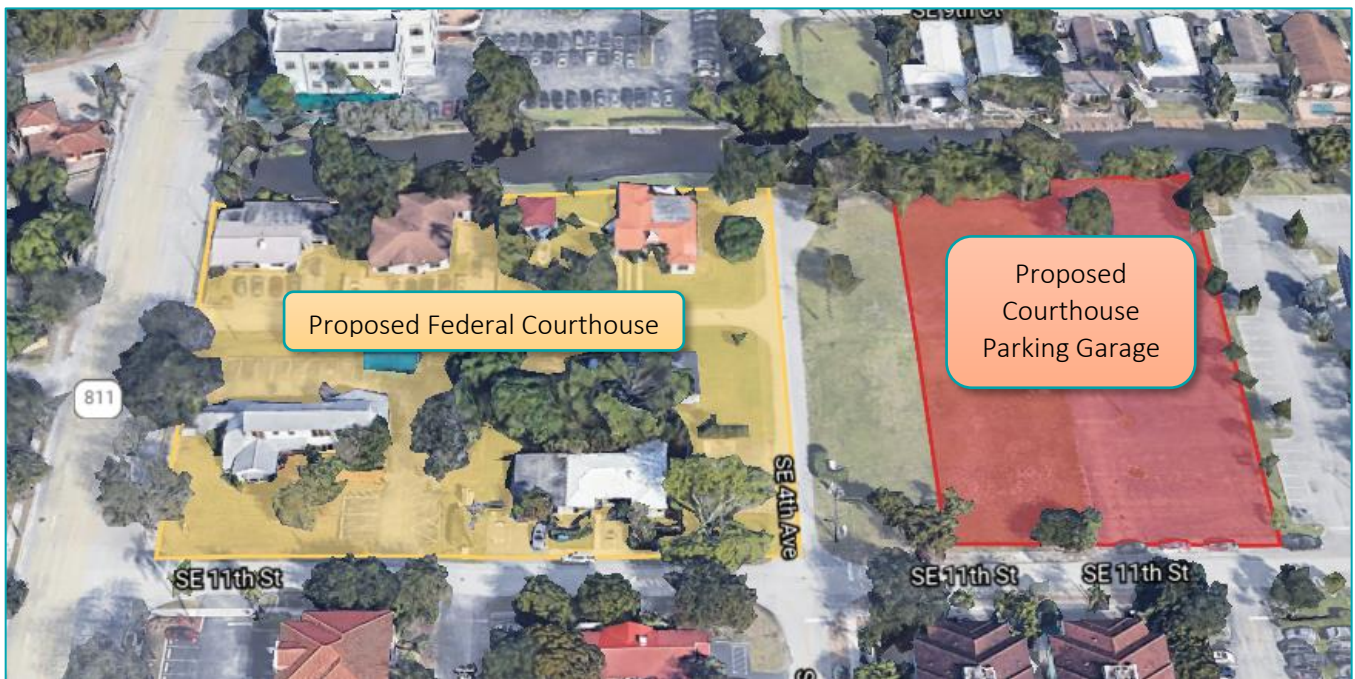 SE 9th Ct
Proposed Federal Courthouse
Proposed
Courthouse
Parking Garage
811
SE 4th Ave
SE 11th St
SE 11th St
SE 11th St